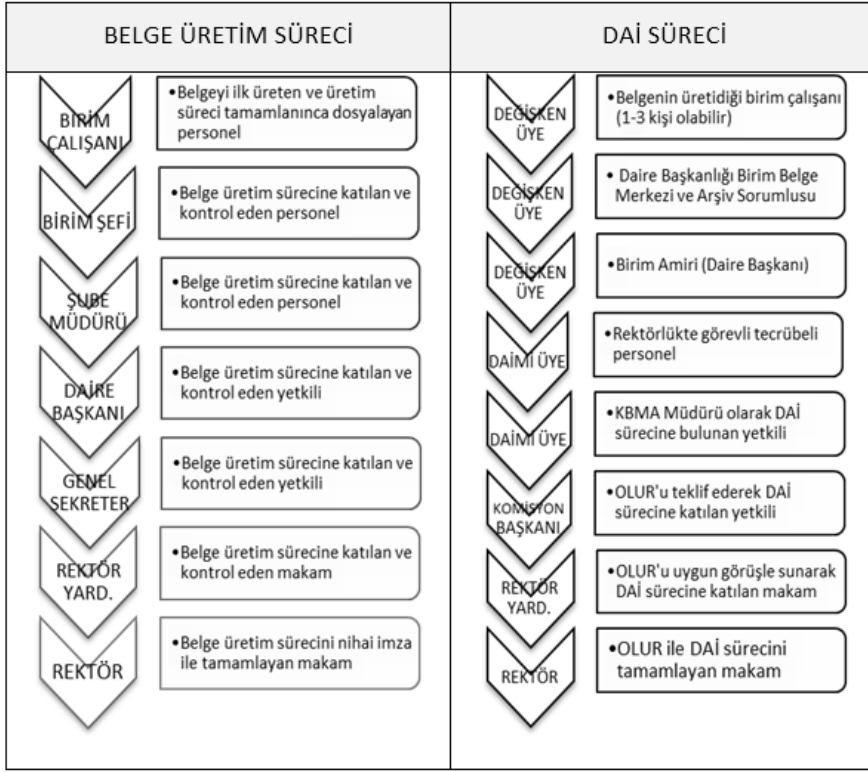 BELGE ÜRETİM SÜRECİ
BİRİM
ÇALIŞANI
•Belgeyi ilk üreten ve üretim
süreci tamamlanınca dosyalayan
personel
BİRİM ŞEFİ
•Belge üretim sürecine katılan ve
kontrol eden personel
ŞUBE
MÜDÜRÜ
•Belge üretim sürecine katılan ve
kontrol eden personel
DAİRE
BAŞKANI
•Belge üretim sürecine katılan ve
kontrol eden yetkili
GENEL
SEKRETER
•Belge üretim sürecine katılan ve
kontrol eden yetkili
REKTÖR
YARD.
•Belge üretim sürecine katılan ve
kontrol eden makam
REKTÖR
•Belge üretim sürecini nihai imza
ile tamamlayan makam
DAİ SÜRECİ
DEĞİŞKEN
ÜYE
•Belgenin üretidiği birim çalışanı
(1-3 kişi olabilir)
DEĞİŞKEN
ÜYE
• Daire Başkanlığı Birim Belge
Merkezi ve Arşiv Sorumlusu
DEĞİŞKEN
ÜYE
•Birim Amiri (Daire Başkanı)
DAİMİ ÜYE
•Rektörlükte görevli tecrübeli
personel
DAİMİ ÜYE
•KBMA Müdürü olarak DAİ
sürecine bulunan yetkili
KOMİSYON
BAŞKANI
•OLUR'u teklif ederek DAİ
sürecine katılan yetkili
REKTÖR
YARD.
•OLUR'u uygun görüşle sunarak
DAİ sürecine katılan makam
REKTÖR
•OLUR ile DAİ sürecini
tamamlayan makam